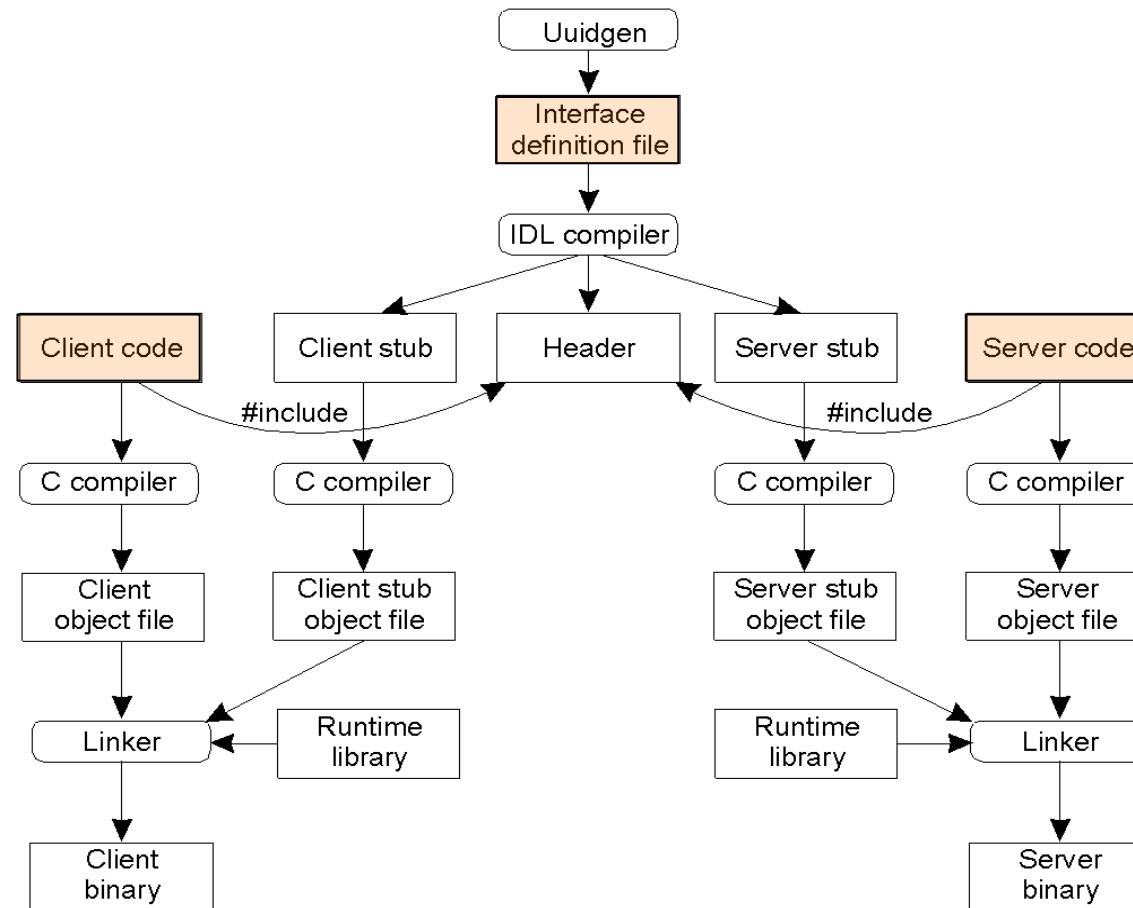 Uuidgen
Interface
definition file
IDL compiler
Client code
Client stub
Header
Server stub
Server code
#include
#include
C compiler
C compiler
C compiler
C compiler
Client
object file
Client stub
object file
Server stub
object file
Server
object file
Linker
Runtime
library
Runtime
library
Linker
Client
binary
Server
binary